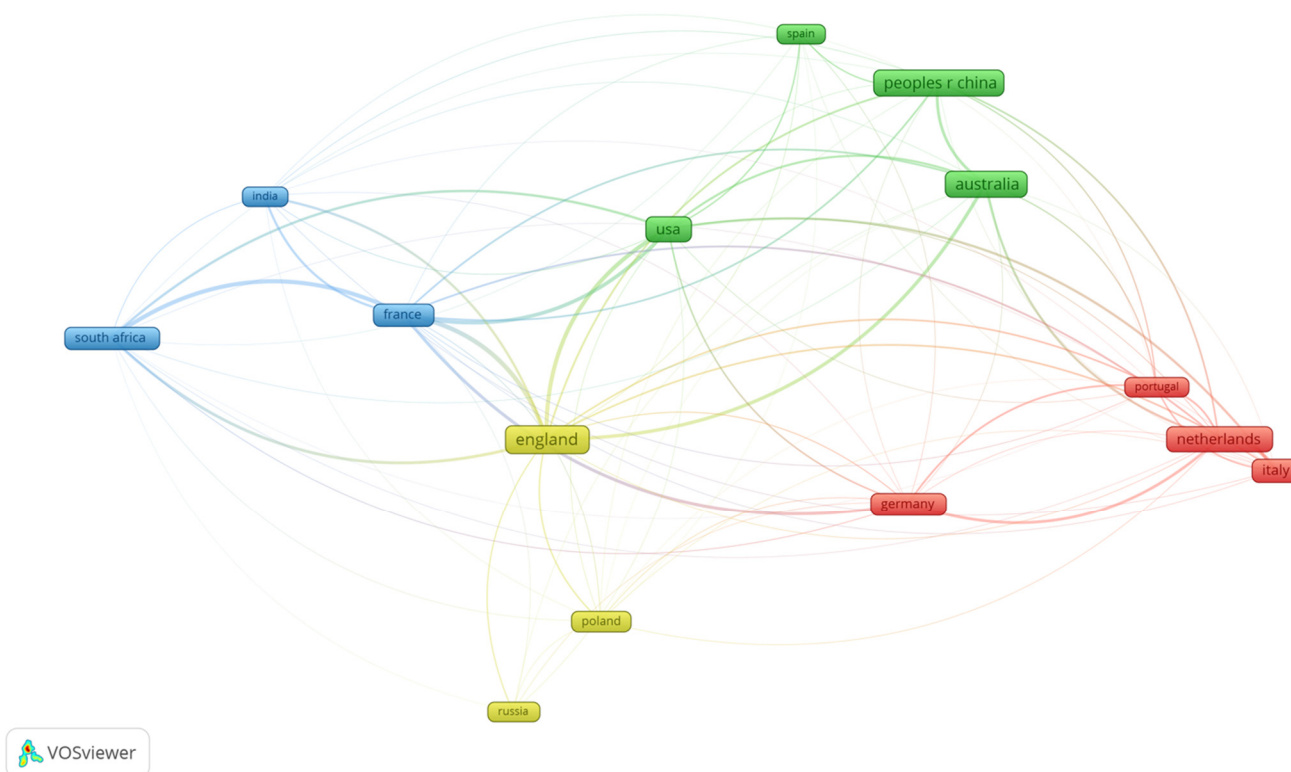 spain
peoples r china
australia
india
usa
france
south africa
portugal
england
netherlands
italy
germany
poland
russia
VOSviewer